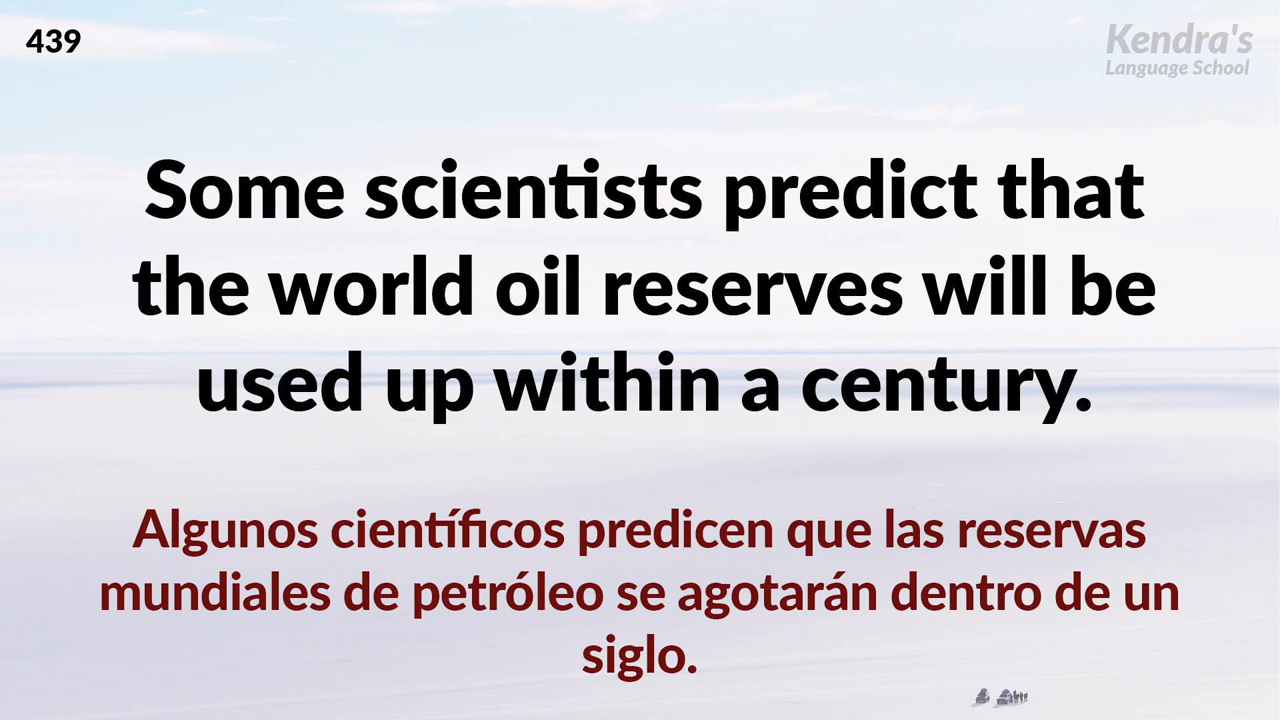 439
Kendra's
Language School
Some scientists predict that
the world oil reserves will be
used up within a century.
Algunos científicos predicen que las reservas
mundiales de petróleo se agotarán dentro de un
siglo.